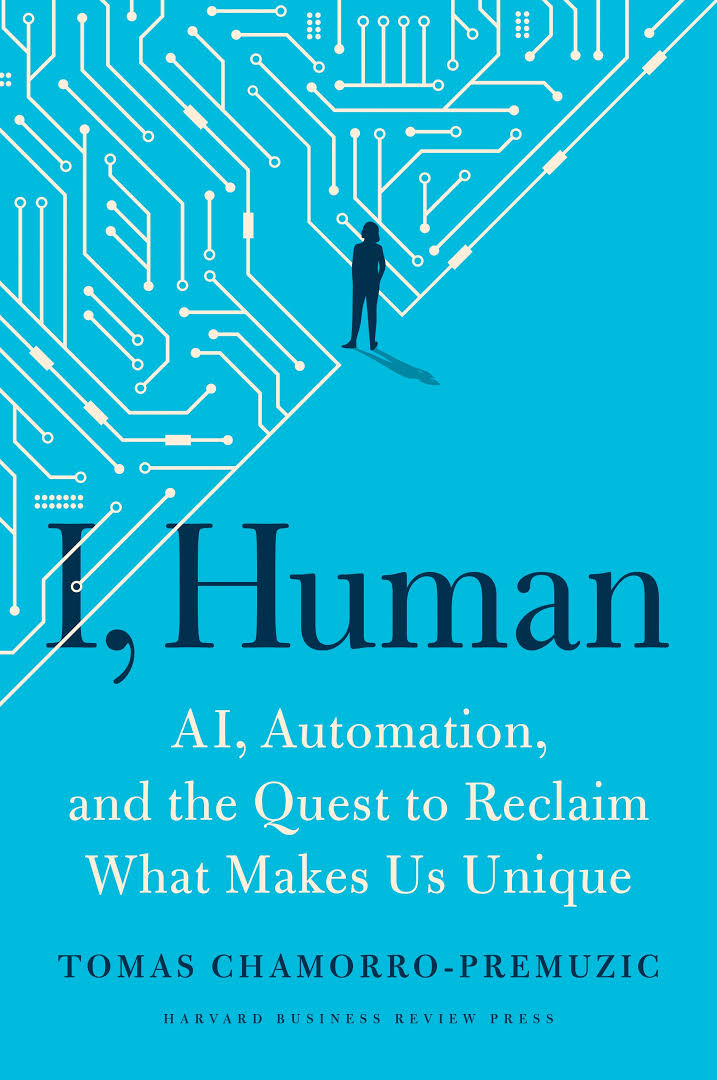 I, Human
AI, Automation,
and the Quest to Reclaim
What Makes Us Unique
TOMAS CHAMORRO-PREMUZIC
HARVARD BUSINESS REVIEW PRESS